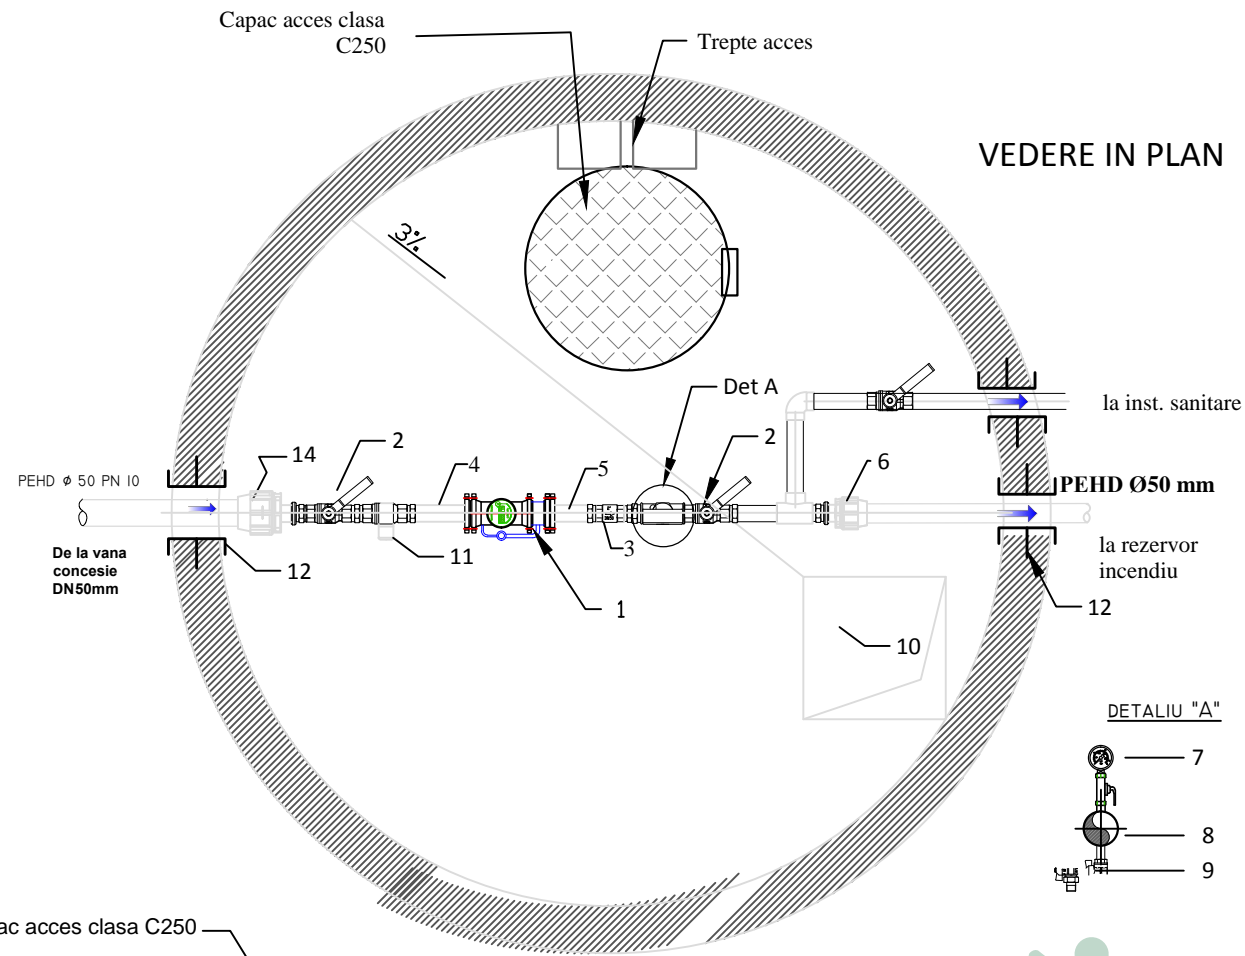 Capac acces clasa
C250
Trepte acces
VEDERE IN PLAN
3%
Det A
la inst. sanitare
2
14
2
4
5
6
PEHD ø 50 PN 10
PEHD Ø50 mm
De la vana
concesie
DN50mm
3
11
12
1
la rezervor
incendiu
12
10
DETALIU "A"
7
8
9
ac acces clasa C250